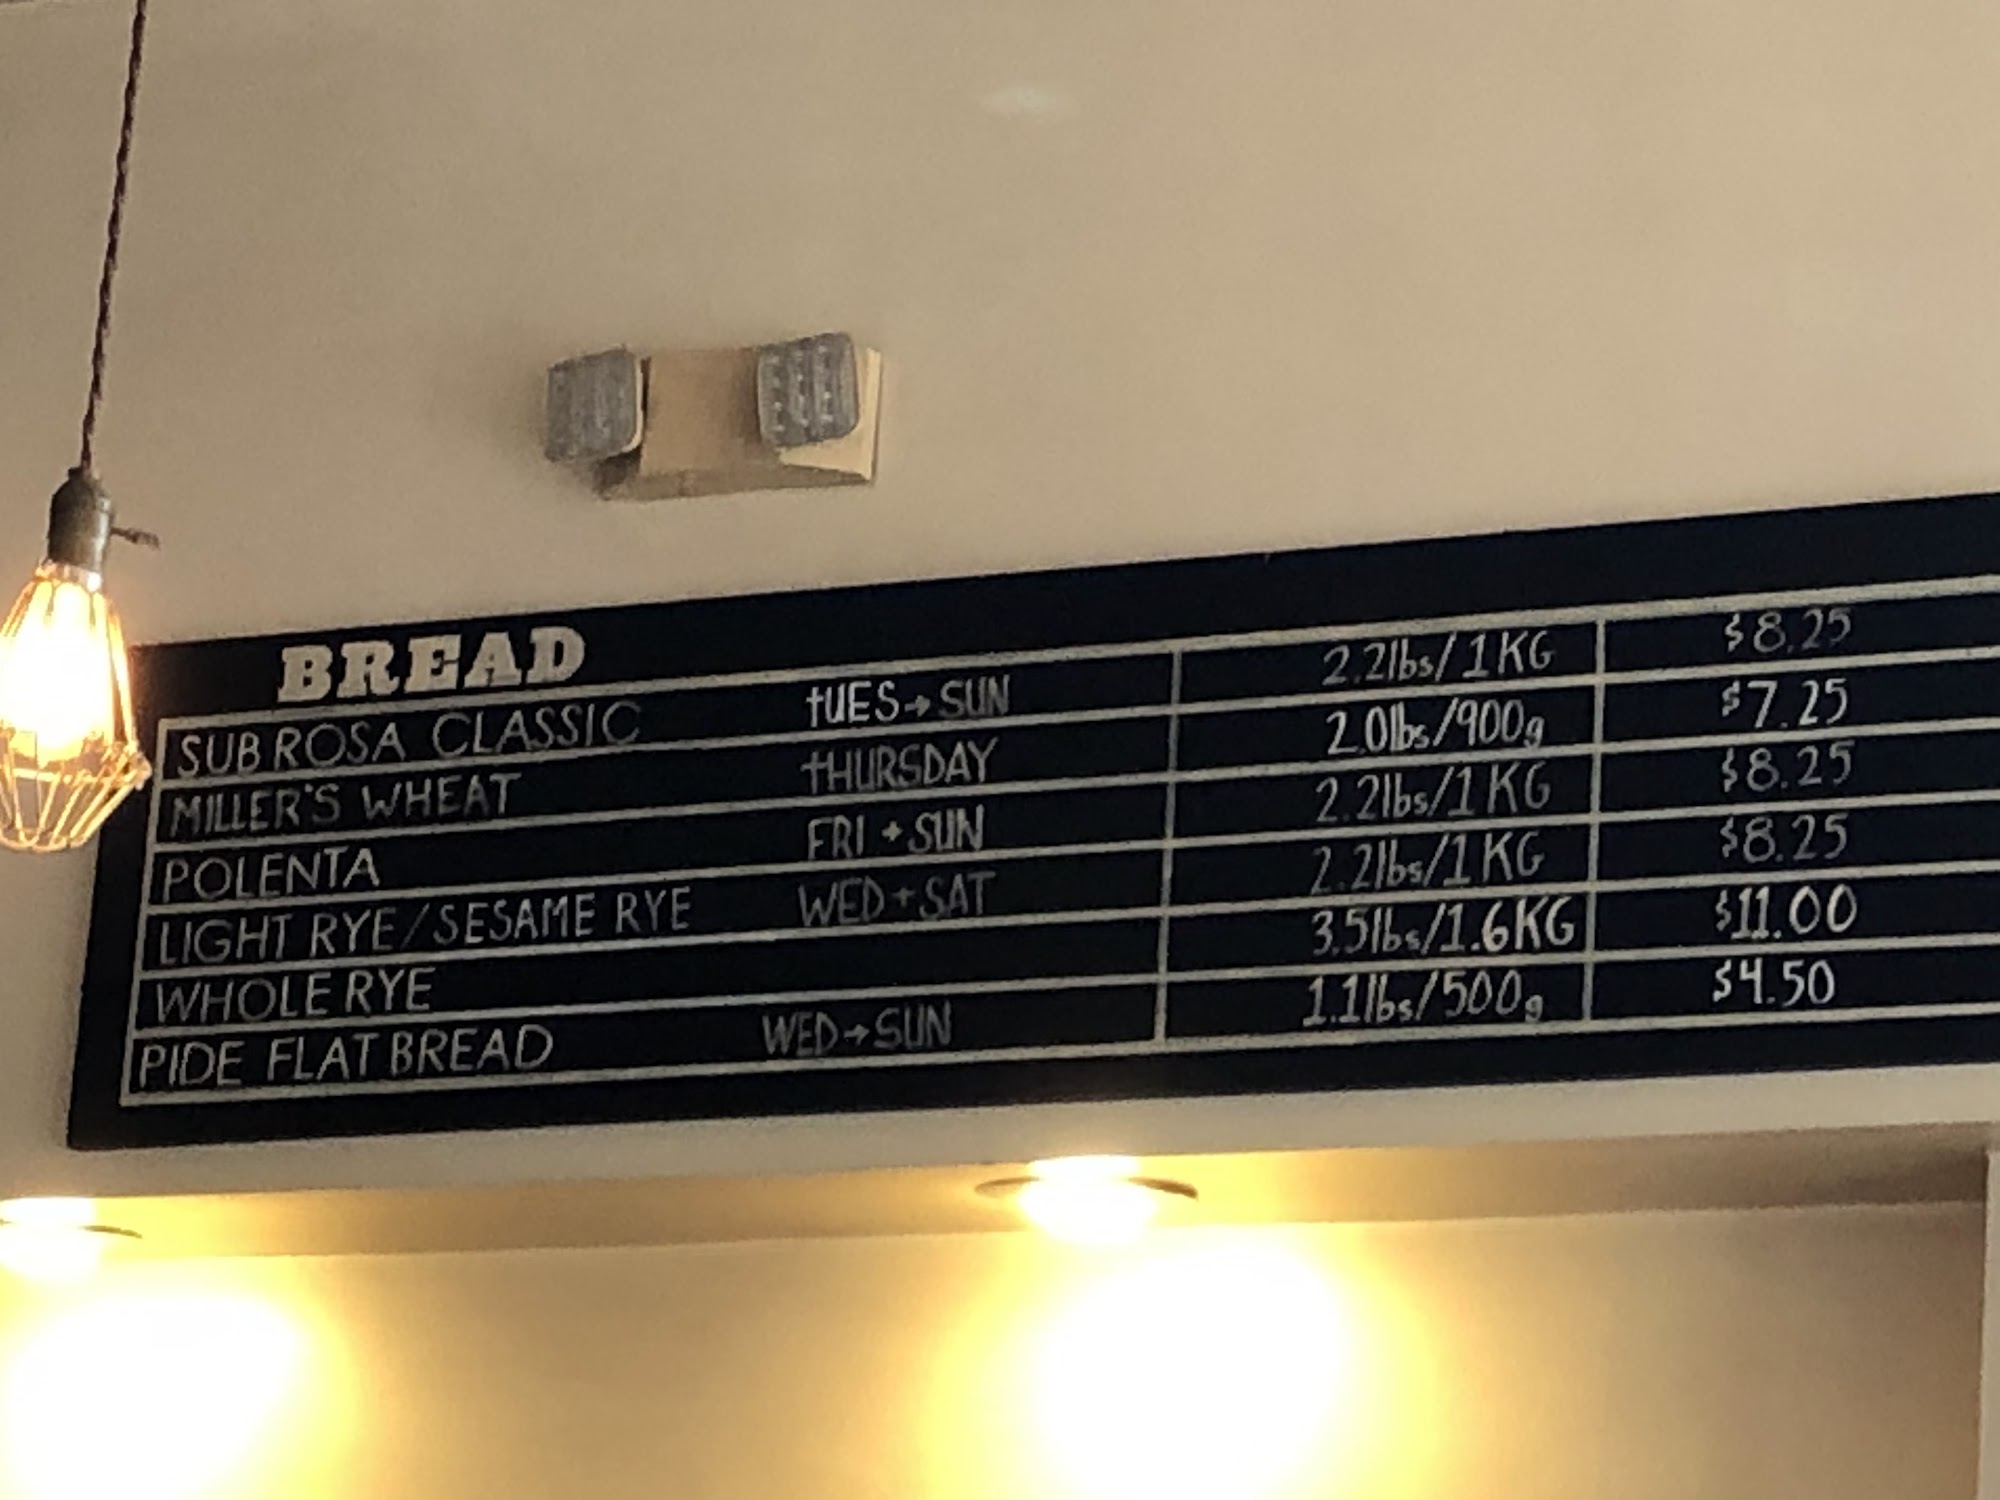 BREAD
SUB ROSA CLASSIC tUES→SUN 2.2lbs/1KG $8.25
MILLER'S WHEAT tHURSDAY 2.0lbs/900g $7.25
POLENTA FRI + SUN 2.2lbs/1KG $8.25
LIGHT RYE/SESAME RYE WED+SAT 2.2lbs/1KG $8.25
WHOLE RYE 3.5lbs/1.6KG $11.00
PIDE FLAT BREAD WED→SUN 1.1lbs/500g $4.50